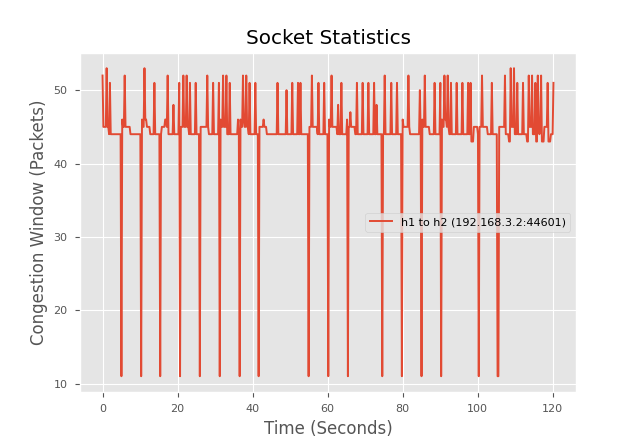 Socket Statistics
Congestion Window (Packets)
50
40
30
20
10
h1 to h2 (192.168.3.2:44601)
0 20 40 60 80 100 120
Time (Seconds)